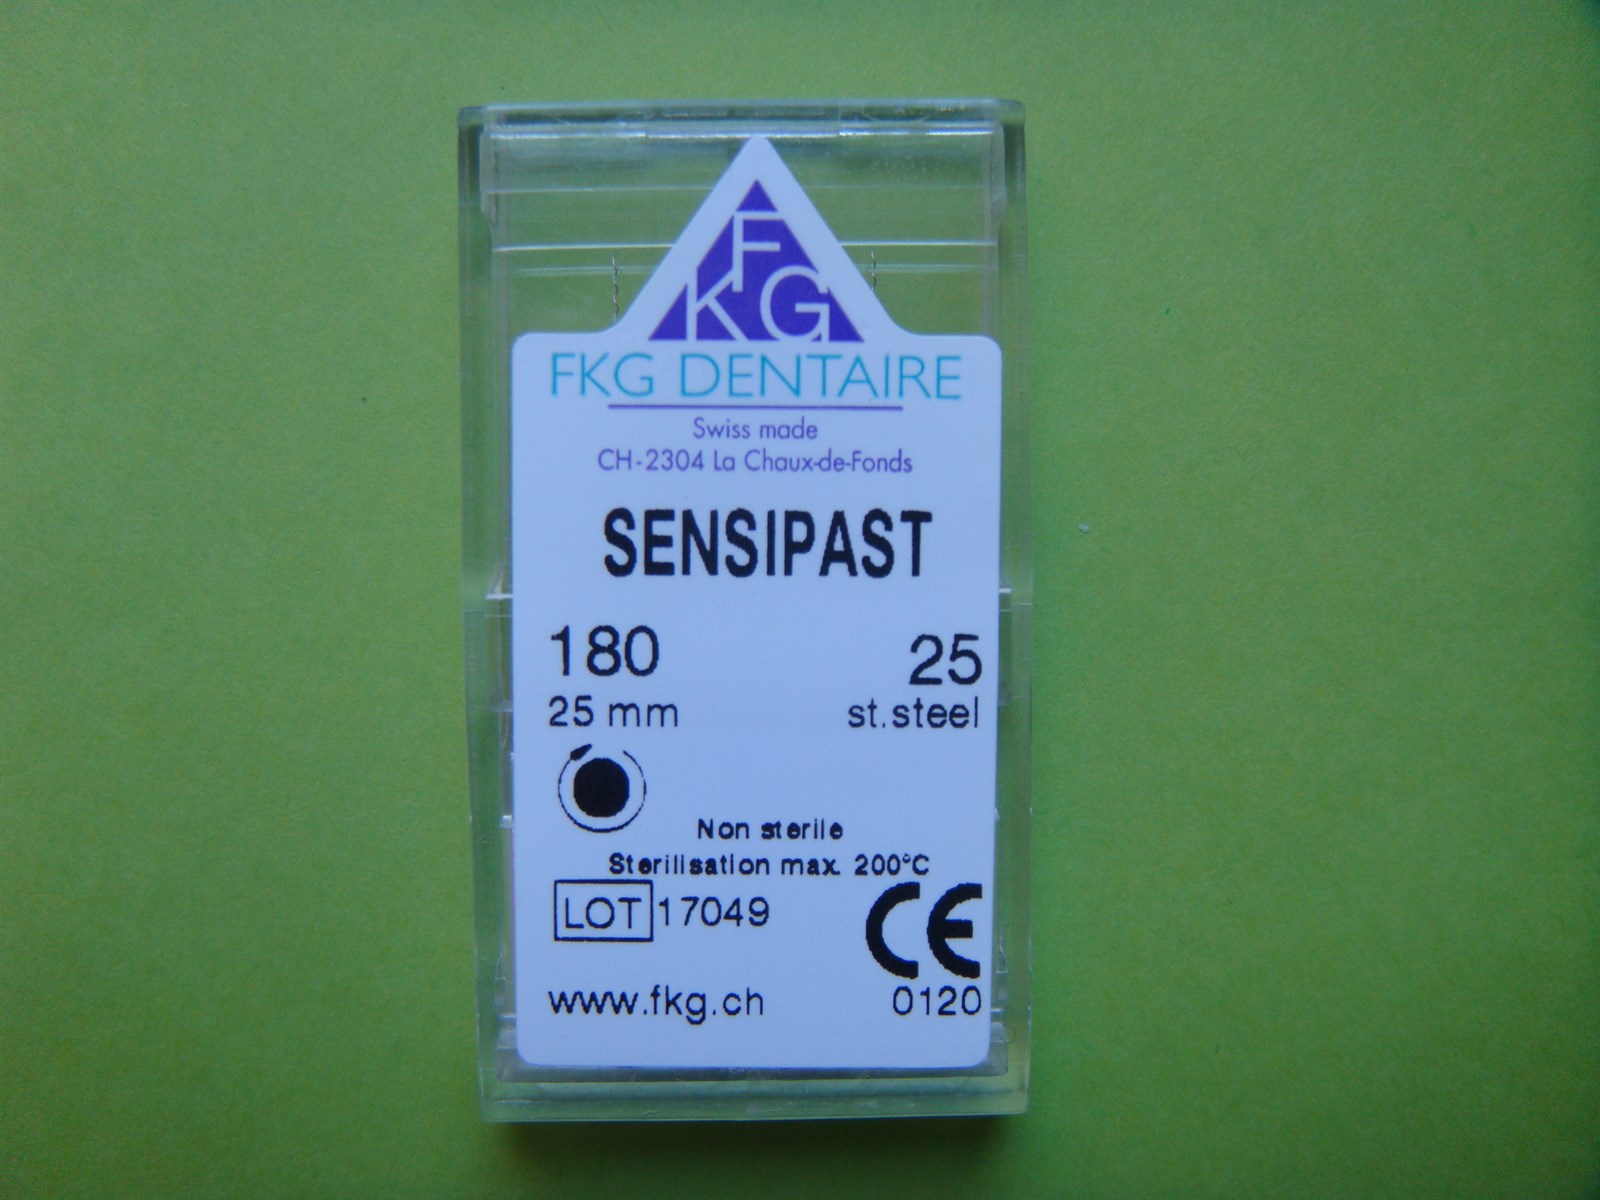 F
KG
FKG DENTAIRE
Swiss made
CH-2304 La Chaux-de-Fonds
SENSIPAST
180 25
25 mm st.steel
Non sterile
Sterilisation max. 200°C
LOT 17049 CE
www.fkg.ch 0120